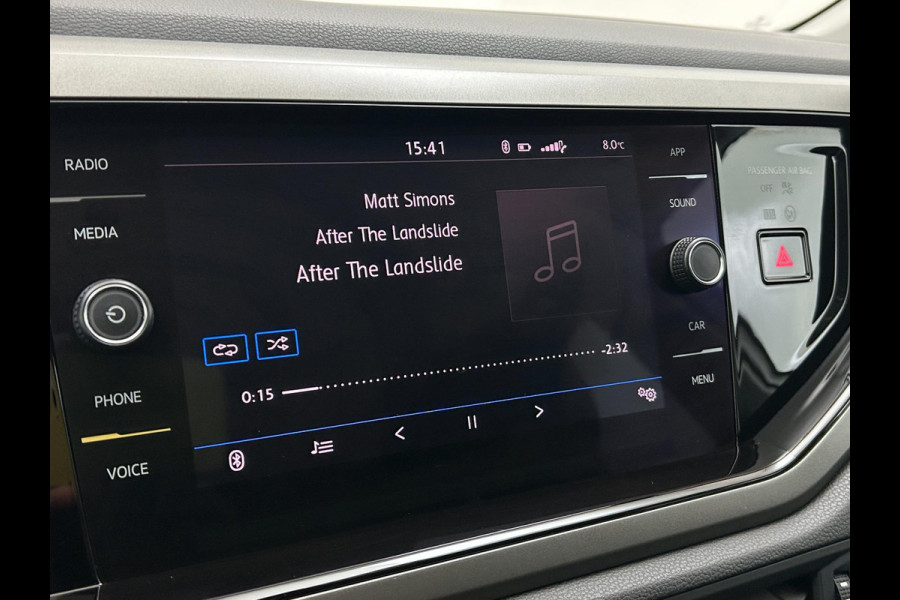 RADIO
MEDIA
PHONE
VOICE
15:41
8.0°C
Matt Simons
After The Landslide
After The Landslide
0:15
-2:32
APP
SOUND
CAR
MENU
PASSENGER AIR BAG
OFF